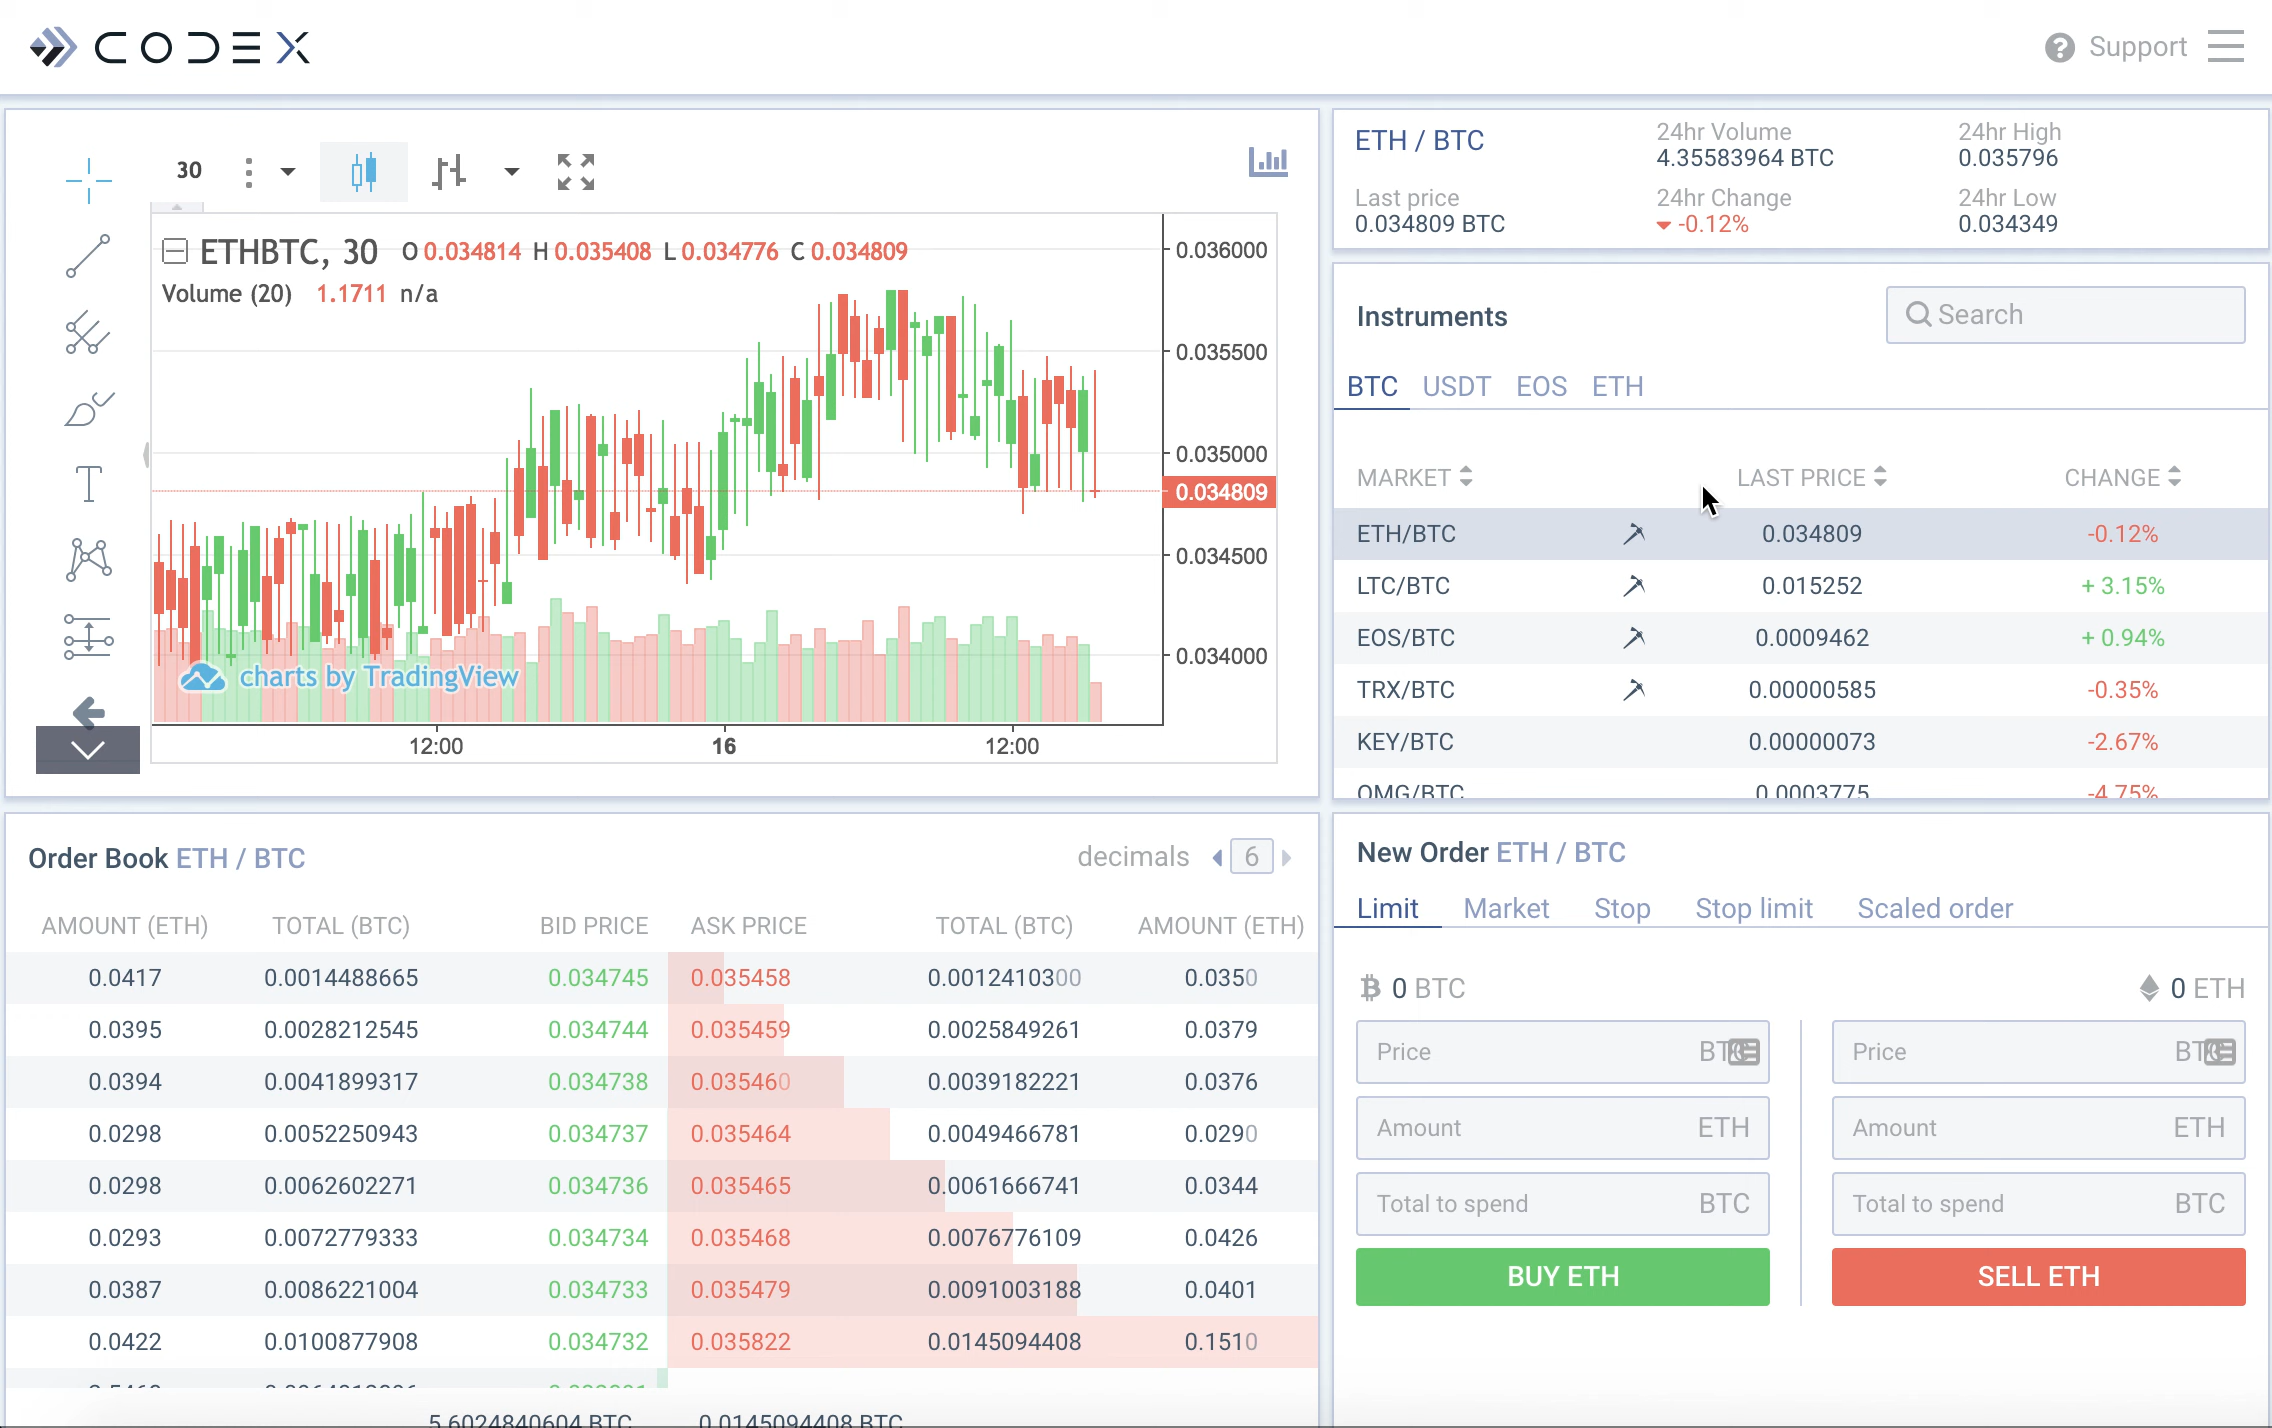 CODEX
Support
30
ETHBTC, 30 O 0.034814 H 0.035408 L 0.034776 C 0.034809
Volume (20) 1.1711 n/a
0.036000
0.035500
0.035000
0.034809
0.034500
0.034000
charts by TradingView
12:00 16 12:00
ETH / BTC
Last price
0.034809 BTC
24hr Volume
4.35583964 BTC
24hr Change
-0.12%
24hr High
0.035796
24hr Low
0.034349
Instruments
Search
BTC USDT EOS ETH
MARKET LAST PRICE CHANGE
ETH/BTC 0.034809 -0.12%
LTC/BTC 0.015252 + 3.15%
EOS/BTC 0.0009462 + 0.94%
TRX/BTC 0.00000585 -0.35%
KEY/BTC 0.00000073 -2.67%
OMG/BTC 0.0003775 -4.75%
Order Book ETH / BTC
decimals 6
AMOUNT (ETH) TOTAL (BTC) BID PRICE ASK PRICE TOTAL (BTC) AMOUNT (ETH)
0.0417 0.0014488665 0.034745 0.035458 0.0012410300 0.0350
0.0395 0.0028212545 0.034744 0.035459 0.0025849261 0.0379
0.0394 0.0041899317 0.034738 0.035460 0.0039182221 0.0376
0.0298 0.0052250943 0.034737 0.035464 0.0049466781 0.0290
0.0298 0.0062602271 0.034736 0.035465 0.0061666741 0.0344
0.0293 0.0072779333 0.034734 0.035468 0.0076776109 0.0426
0.0387 0.0086221004 0.034733 0.035479 0.0091003188 0.0401
0.0422 0.0100877908 0.034732 0.035822 0.0145094408 0.1510
5.6024840604 BTC 0.0145094408 BTC
New Order ETH / BTC
Limit Market Stop Stop limit Scaled order
0 BTC
0 ETH
Price BTC
Price BTC
Amount ETH
Amount ETH
Total to spend BTC
Total to spend BTC
BUY ETH
SELL ETH